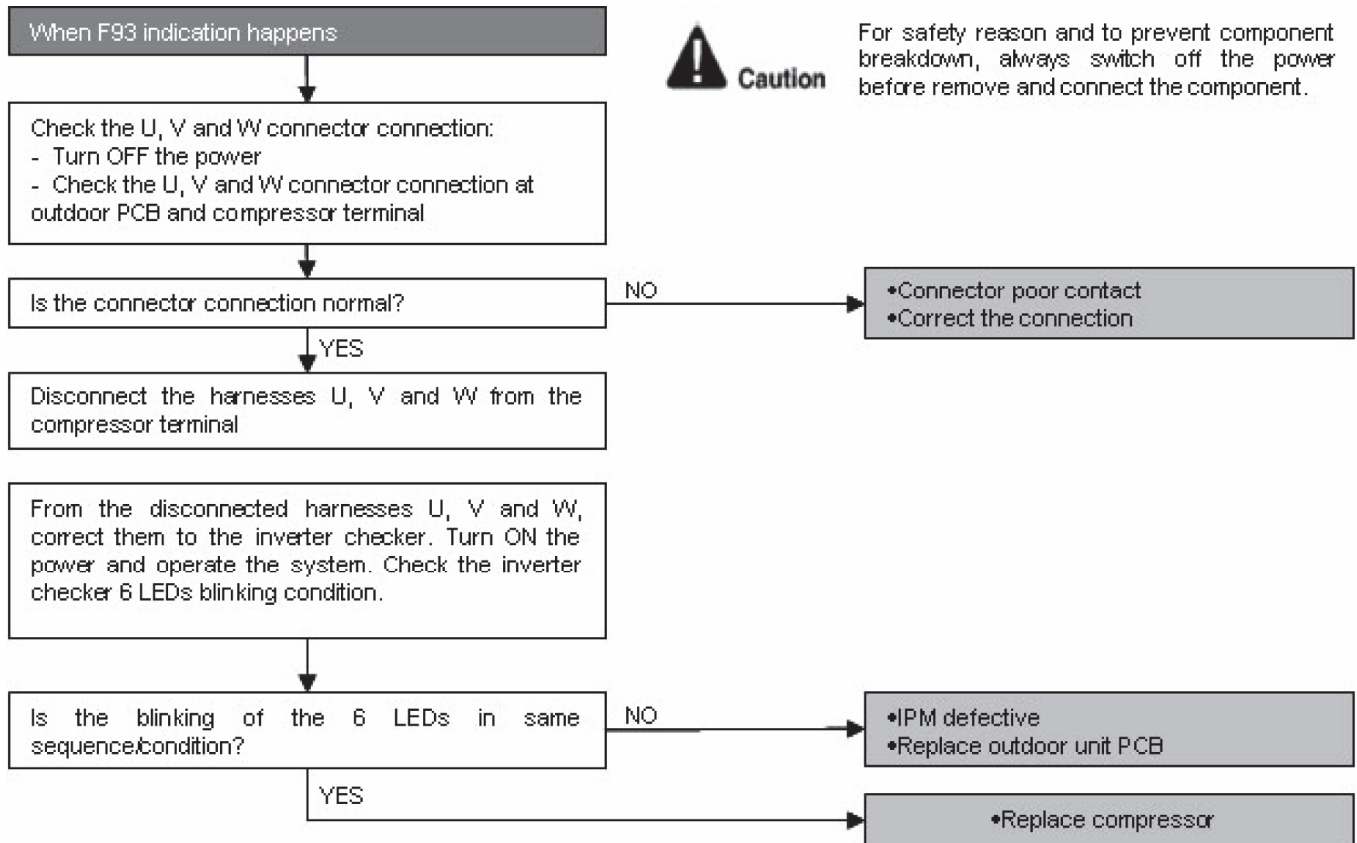 When F93 indication happens
Caution
For safety reason and to prevent component
breakdown, always switch off the power
before remove and connect the component.
Check the U, V and W connector connection:
- Turn OFF the power
- Check the U, V and W connector connection at
outdoor PCB and compressor terminal
Is the connector connection normal?
NO
•Connector poor contact
•Correct the connection
YES
Disconnect the harnesses U, V and W from the
compressor terminal
From the disconnected harnesses U, V and W,
correct them to the inverter checker. Turn ON the
power and operate the system. Check the inverter
checker 6 LEDs blinking condition.
Is the blinking of the 6 LEDs in same
sequence/condition?
NO
•IPM defective
•Replace outdoor unit PCB
YES
•Replace compressor